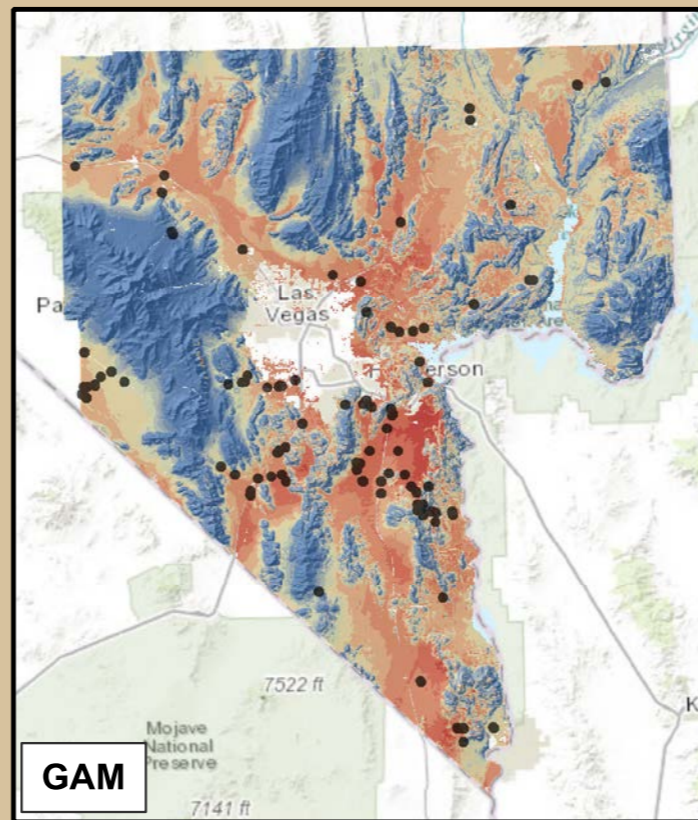 Las
Vegas
Pa
erson
7522 ft
K
Mojave
National
Preserve
GAM
7141 ft